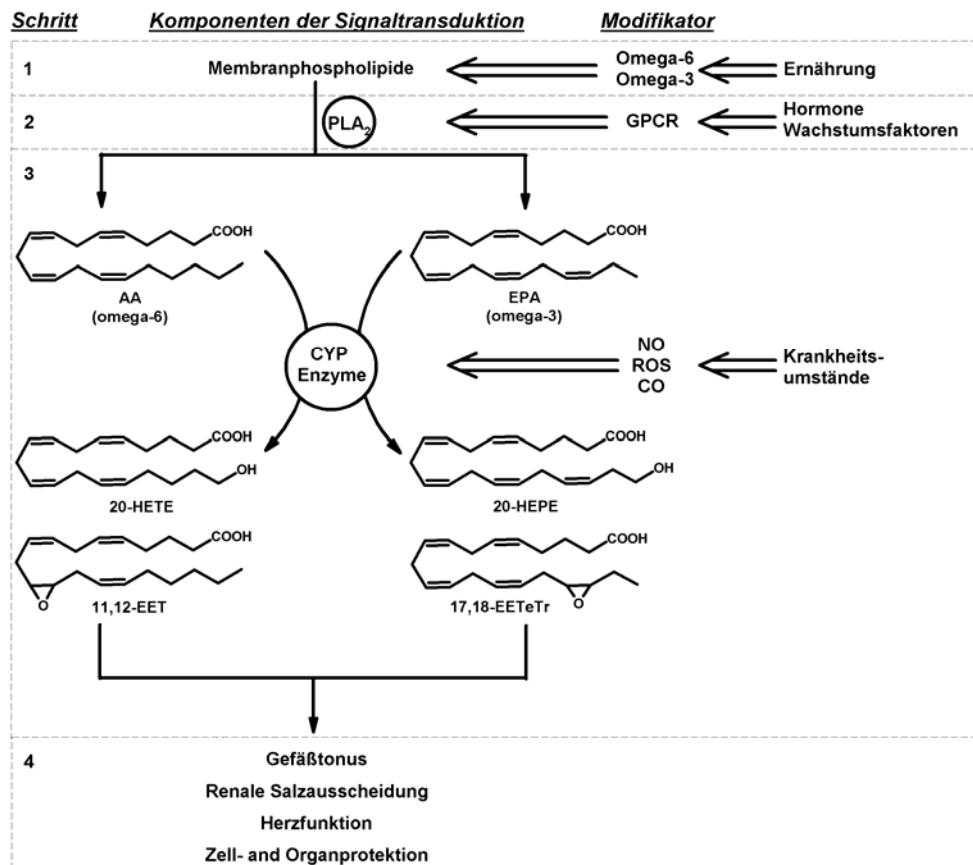 Schritt Komponenten der Signaltransduktion Modifikator
1 Membranphospholipide Omega-6 Ernährung
Omega-3
2 PLA2 GPCR Hormone
Wachstumsfaktoren
3
COOH COOH
AA EPA
(omega-6) (omega-3)
CYP
Enzyme
NO
ROS
CO
Krankheits-
umstände
COOH COOH
OH OH
20-HETE 20-HEPE
COOH COOH
O O
11,12-EET 17,18-EETeTr
4
Gefäßtonus
Renale Salzausscheidung
Herzfunktion
Zell- and Organprotektion